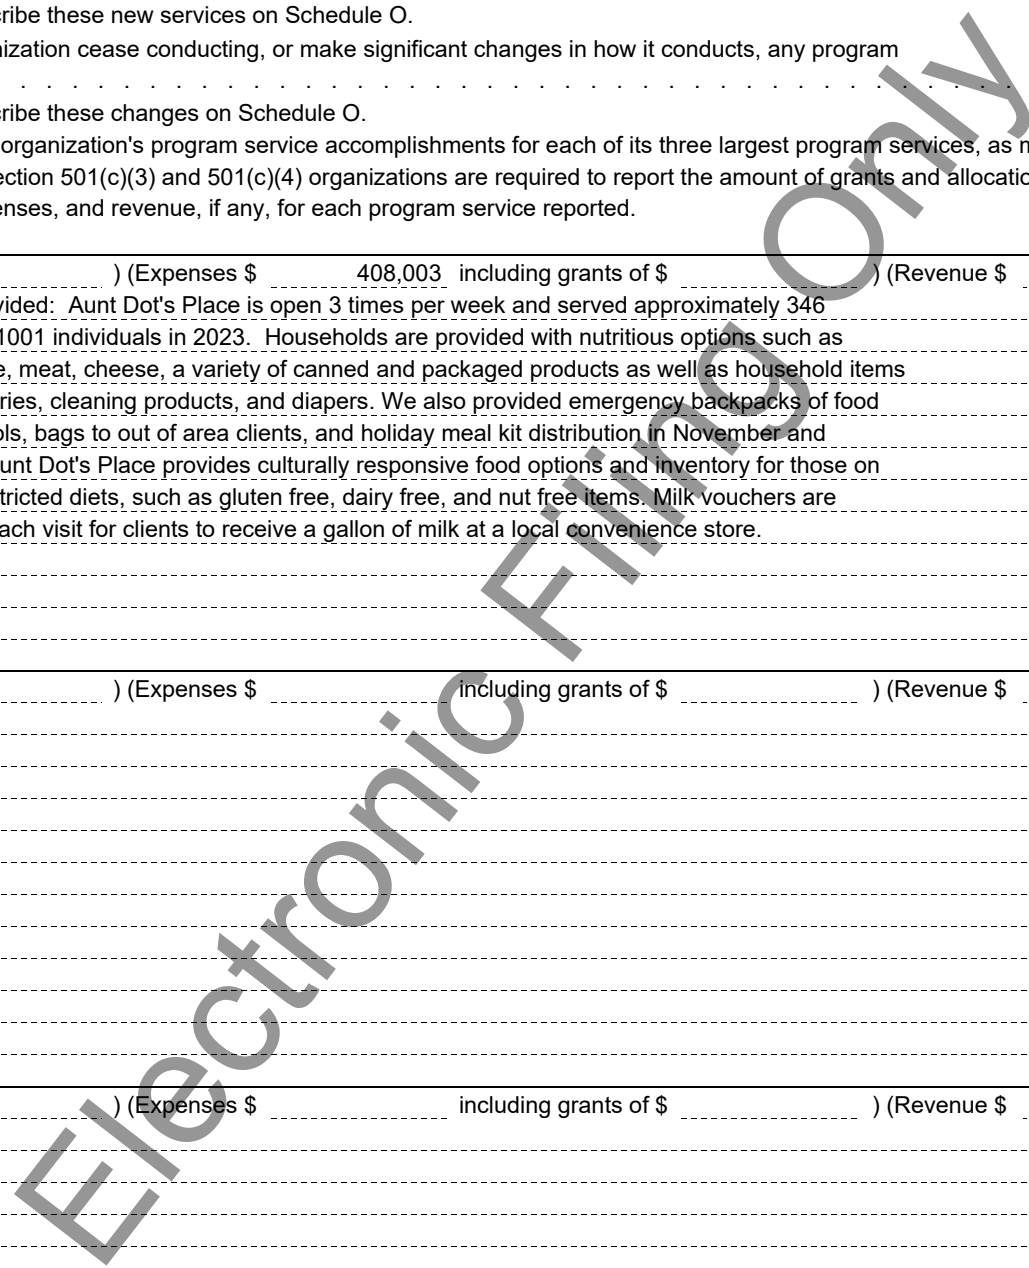 ribe these new services on Schedule O.
nization cease conducting, or make significant changes in how it conducts, any program
. . . . . . . . . . . . . . . . . . . . . . . . . . . . . . . . . . . . . . .
ribe these changes on Schedule O.
organization's program service accomplishments for each of its three largest program services, as m
ection 501(c)(3) and 501(c)(4) organizations are required to report the amount of grants and allocatio
enses, and revenue, if any, for each program service reported.
) (Expenses $ 408,003 including grants of $ ) (Revenue $
vided: Aunt Dot's Place is open 3 times per week and served approximately 346
1001 individuals in 2023. Households are provided with nutritious options such as
e, meat, cheese, a variety of canned and packaged products as well as household items
ries, cleaning products, and diapers. We also provided emergency backpacks of food
ols, bags to out of area clients, and holiday meal kit distribution in November and
unt Dot's Place provides culturally responsive food options and inventory for those on
tricted diets, such as gluten free, dairy free, and nut free items. Milk vouchers are
ach visit for clients to receive a gallon of milk at a local convenience store.
) (Expenses $ including grants of $ ) (Revenue $
) (Expenses $ including grants of $ ) (Revenue $
Electronic Filing Only